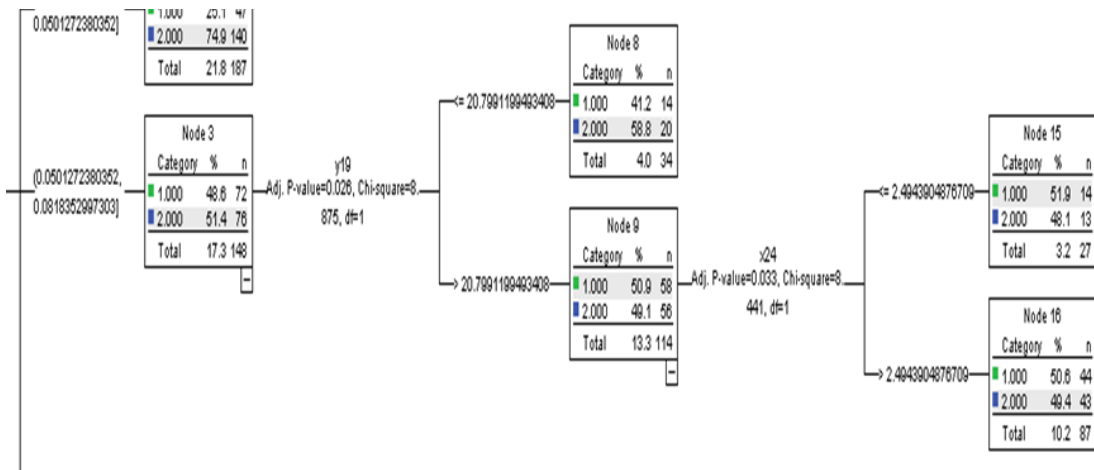 0.0501272380352]
1.000 25.1 47
2.000 74.9 140
Total 21.8 187
Node 3
Category % n
1.000 48.6 72
2.000 51.4 76
Total 17.3 148
(0.0501272380352,
0.0818352997303]
y19
Adj. P-value=0.026, Chi-square=8.
875, df=1
<= 20.7991199493408
Node 8
Category % n
1.000 41.2 14
2.000 58.8 20
Total 4.0 34
> 20.7991199493408
Node 9
Category % n
1.000 50.9 58
2.000 49.1 56
Total 13.3 114
x24
Adj. P-value=0.033, Chi-square=8.
441, df=1
<= 2.4943904876709
Node 15
Category % n
1.000 51.9 14
2.000 48.1 13
Total 3.2 27
> 2.4943904876709
Node 16
Category % n
1.000 50.6 44
2.000 49.4 43
Total 10.2 87